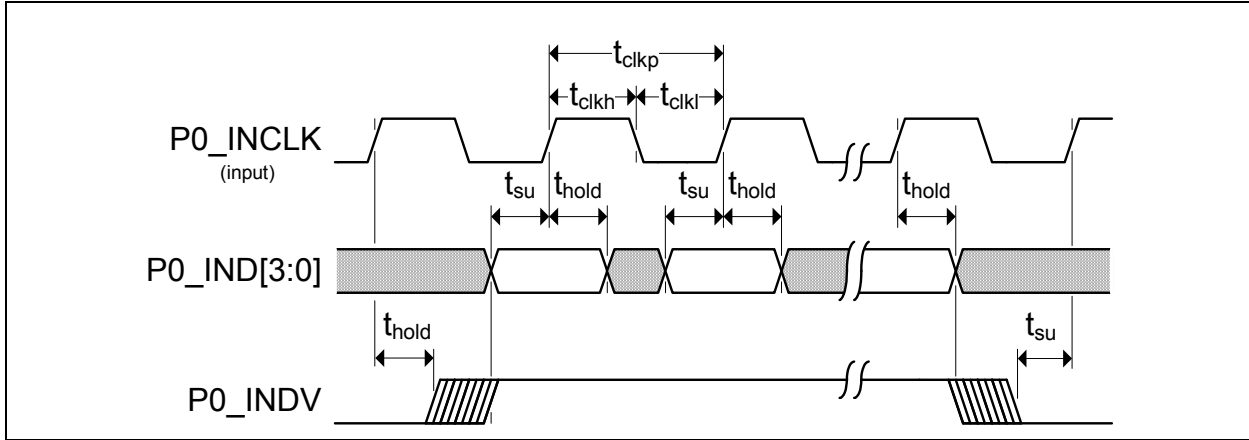 tclkp
tclkh tclkl
P0_INCLK
(input)
tsu thold tsu thold thold
P0_IND[3:0]
thold tsu
P0_INDV